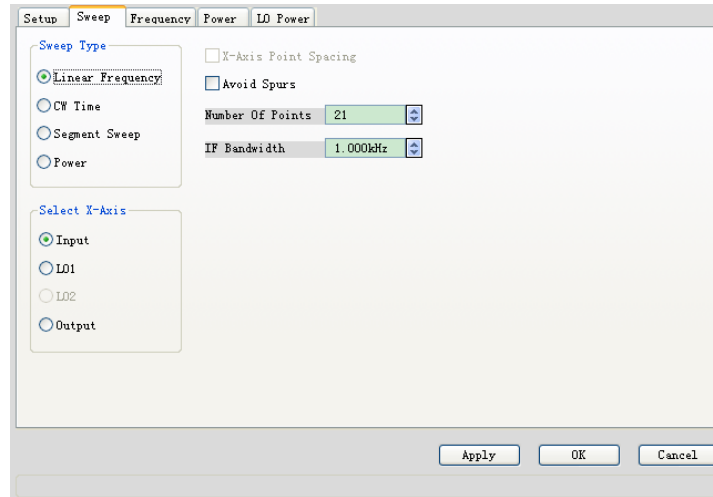 Setup Sweep Frequency Power LO Power
Sweep Type
Linear Frequency
CW Time
Segment Sweep
Power
X-Axis Point Spacing
Avoid Spurs
Number Of Points 21
IF Bandwidth 1.000kHz
Select X-Axis
Input
LO1
LO2
Output
Apply OK Cancel